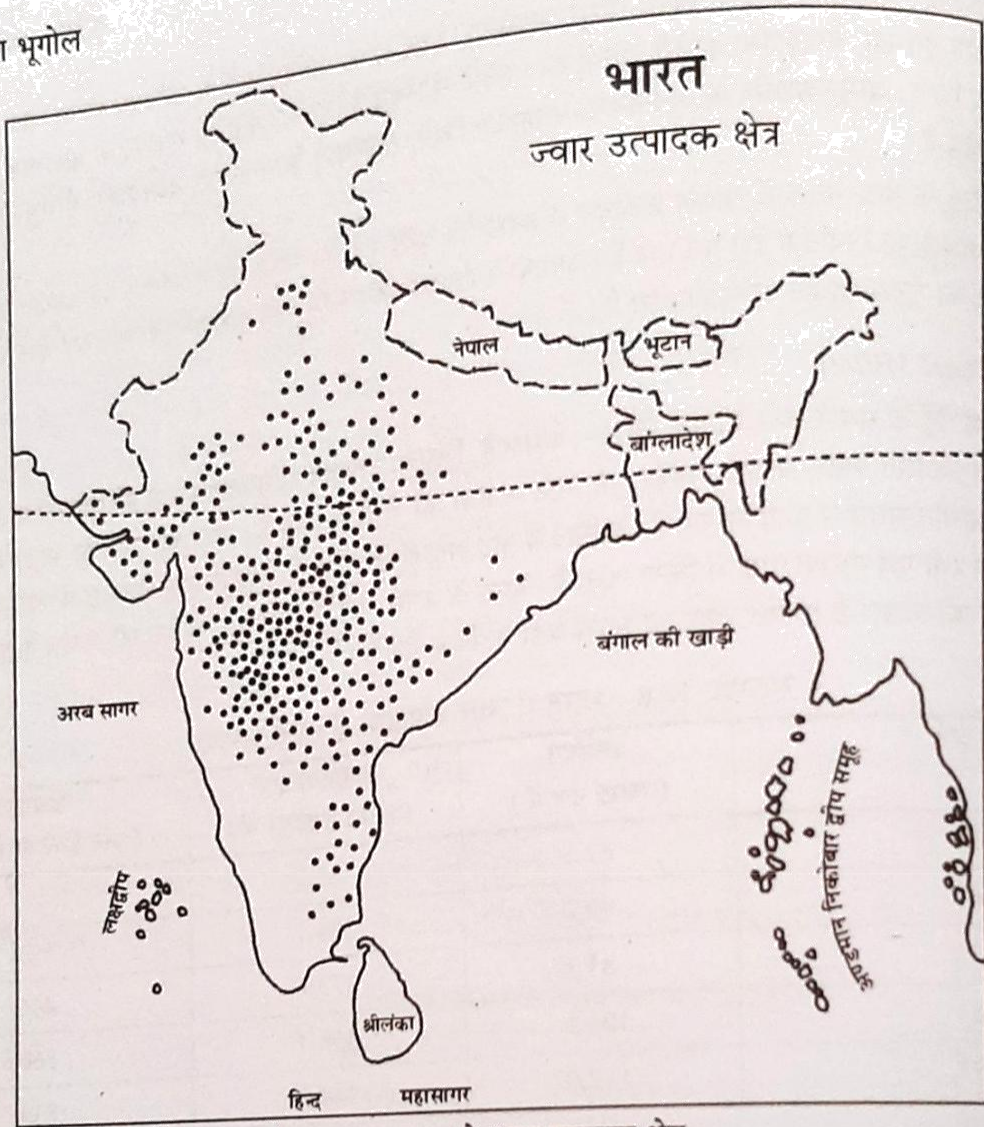 भूगोल
भारत
ज्वार उत्पादक क्षेत्र
नेपाल
भूटान
बांग्लादेश
बंगाल की खाड़ी
अरब सागर
लक्षद्वीप
अण्डमान निकोबार द्वीप समूह
श्रीलंका
हिन्द महासागर